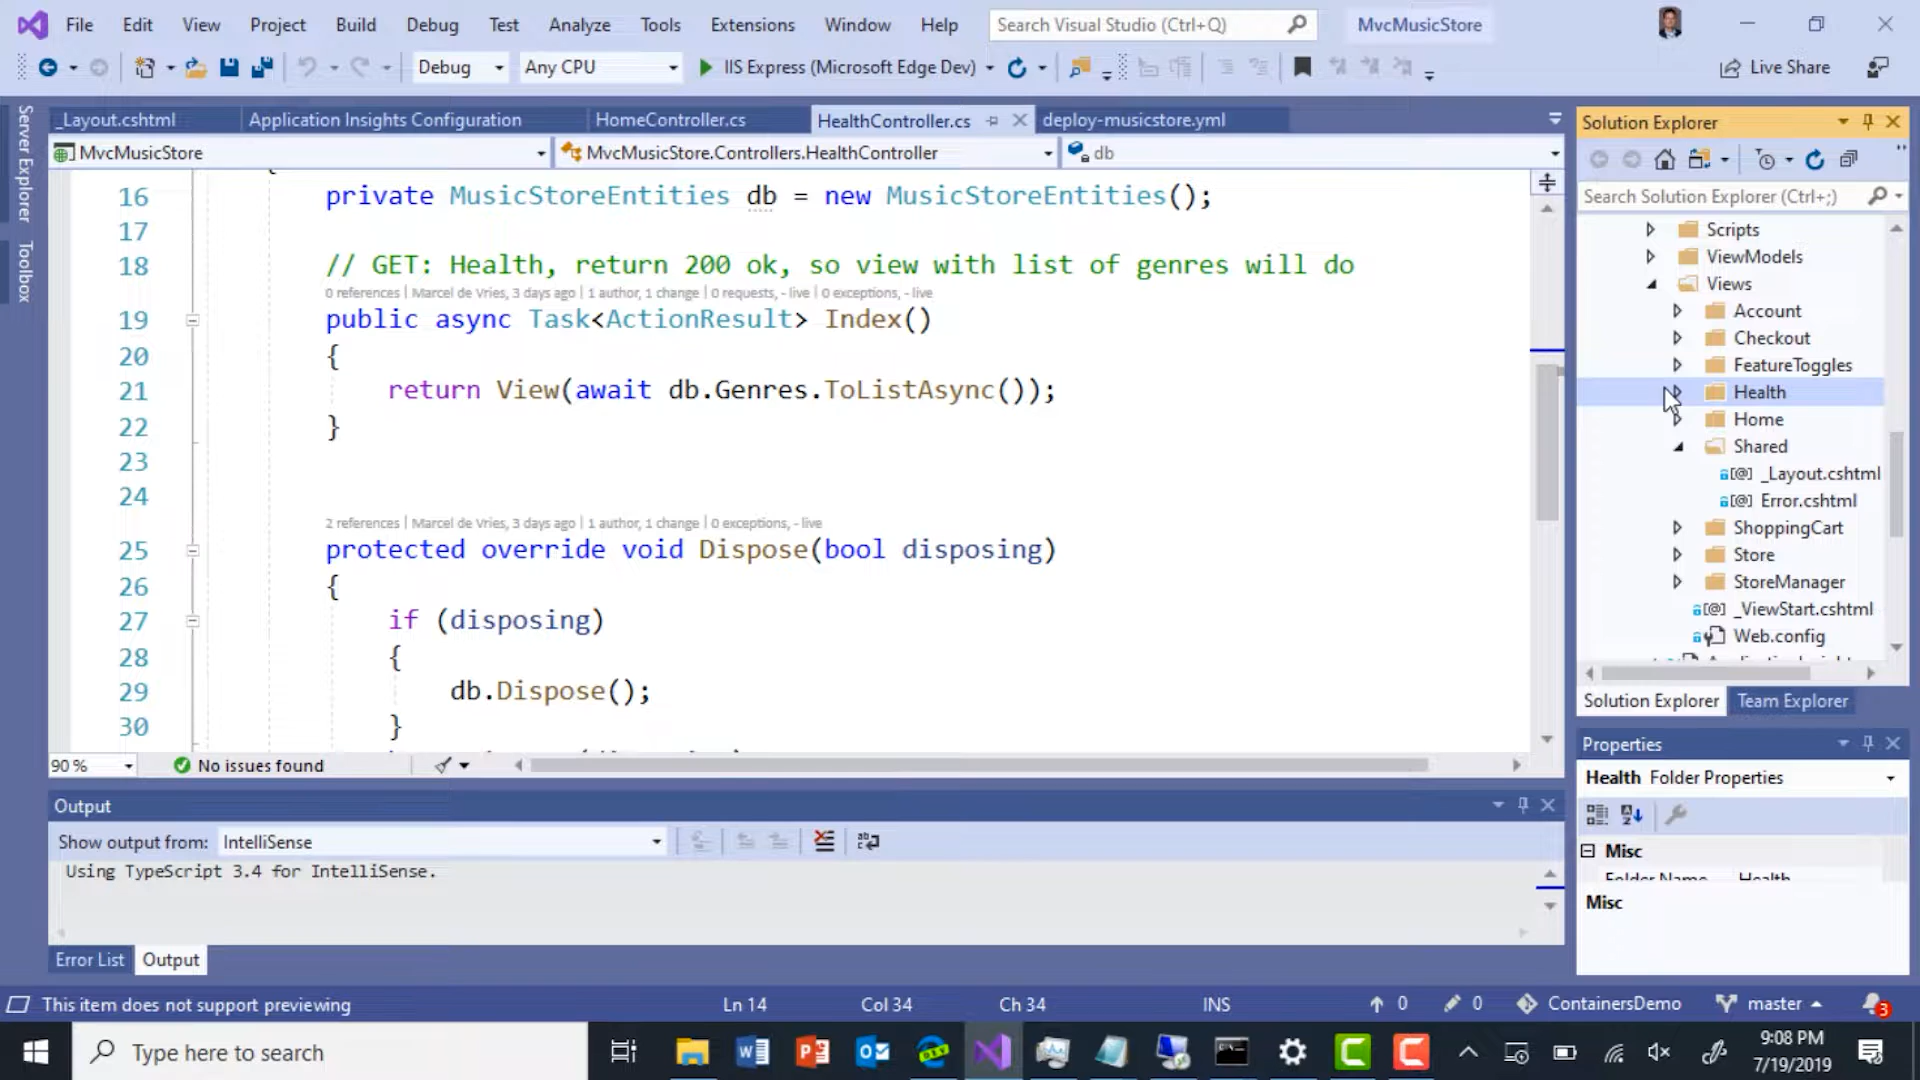 File Edit View Project Build Debug Test Analyze Tools Extensions Window Help Search Visual Studio (Ctrl+Q) MvcMusicStore
Debug Any CPU IIS Express (Microsoft Edge Dev) Live Share
Server Explorer
Toolbox
_Layout.cshtml Application Insights Configuration HomeController.cs HealthController.cs deploy-musicstore.yml
MvcMusicStore MvcMusicStore.Controllers.HealthController db
16 private MusicStoreEntities db = new MusicStoreEntities();
17
18 // GET: Health, return 200 ok, so view with list of genres will do
0 references | Marcel de Vries, 3 days ago | 1 author, 1 change | 0 requests, - live | 0 exceptions, - live
19 public async Task<ActionResult> Index()
20 {
21 return View(await db.Genres.ToListAsync());
22 }
23
24
2 references | Marcel de Vries, 3 days ago | 1 author, 1 change | 0 exceptions, - live
25 protected override void Dispose(bool disposing)
26 {
27 if (disposing)
28 {
29 db.Dispose();
30 }
90 % No issues found
Output
Show output from: IntelliSense
Using TypeScript 3.4 for IntelliSense.
Error List Output
Solution Explorer
Search Solution Explorer (Ctrl+;)
Scripts
ViewModels
Views
Account
Checkout
FeatureToggles
Health
Home
Shared
_Layout.cshtml
Error.cshtml
ShoppingCart
Store
StoreManager
_ViewStart.cshtml
Web.config
Solution Explorer Team Explorer
Properties
Health Folder Properties
Misc
Folder Name Health
Misc
This item does not support previewing Ln 14 Col 34 Ch 34 INS 0 0 ContainersDemo master 3
Type here to search
9:08 PM
7/19/2019